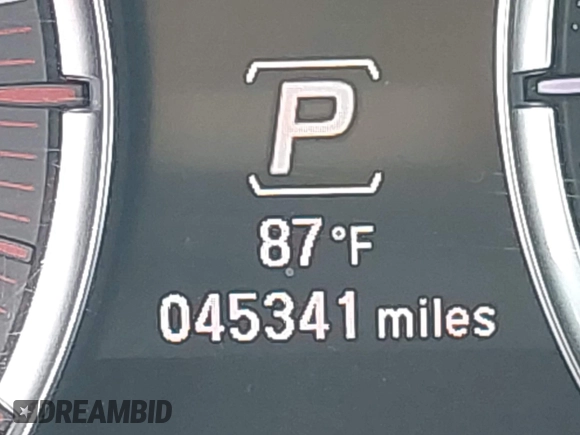 P
87°F
045341 miles
DREAMBID